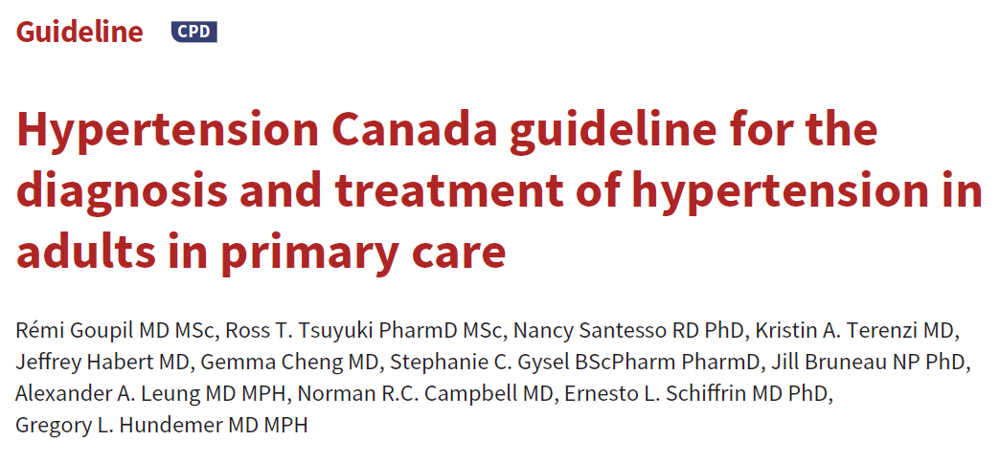 Guideline CPD
Hypertension Canada guideline for the
diagnosis and treatment of hypertension in
adults in primary care
Rémi Goupil MD MSc, Ross T. Tsuyuki PharmD MSc, Nancy Santesso RD PhD, Kristin A. Terenzi MD,
Jeffrey Habert MD, Gemma Cheng MD, Stephanie C. Gysel BScPharm PharmD, Jill Bruneau NP PhD,
Alexander A. Leung MD MPH, Norman R.C. Campbell MD, Ernesto L. Schiffrin MD PhD,
Gregory L. Hundemer MD MPH